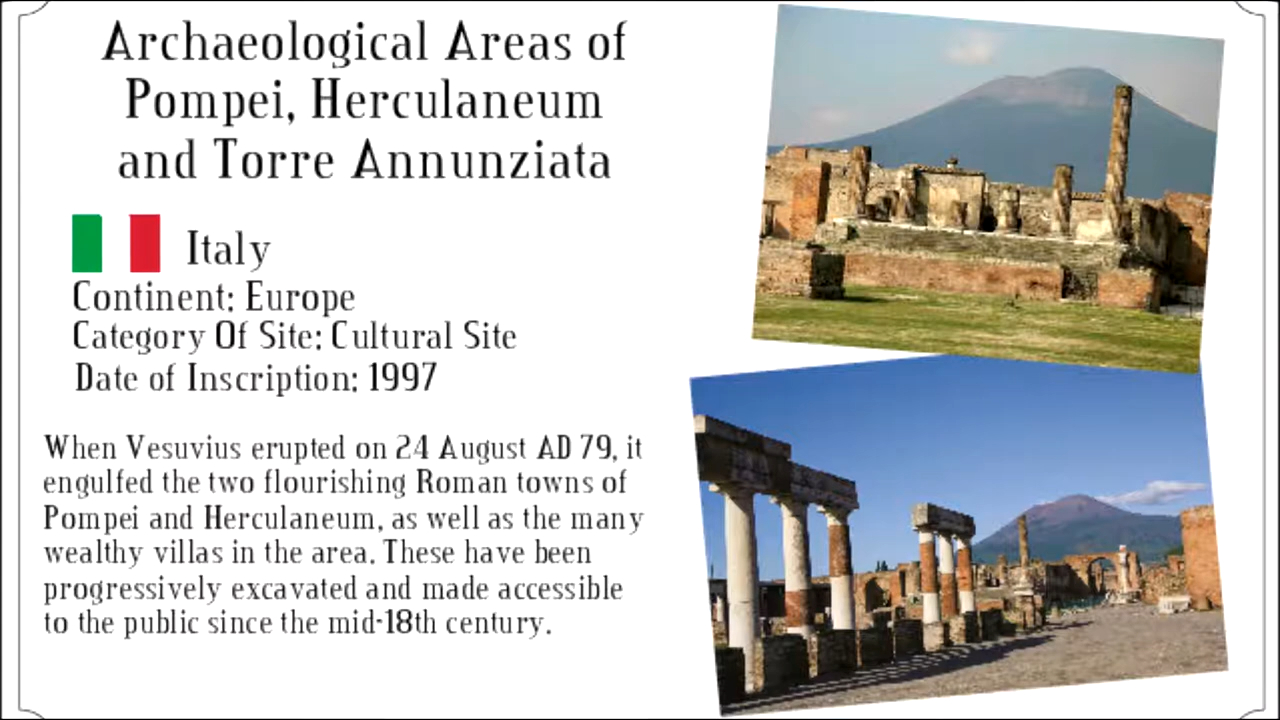 Archaeological Areas of
Pompei, Herculaneum
and Torre Annunziata
Italy
Continent: Europe
Category Of Site: Cultural Site
Date of Inscription: 1997
When Vesuvius erupted on 24 August AD 79, it
engulfed the two flourishing Roman towns of
Pompei and Herculaneum, as well as the many
wealthy villas in the area. These have been
progressively excavated and made accessible
to the public since the mid-18th century.